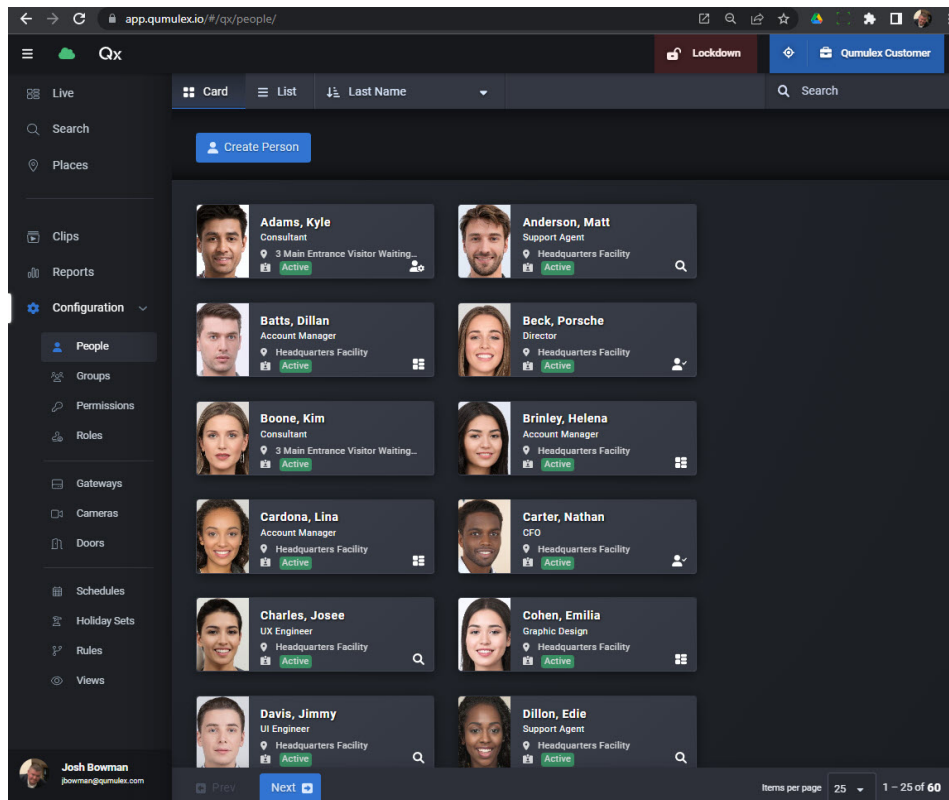 app.qumulex.io/#/qx/people/
Qx
Lockdown
Qumulex Customer
Live
Search
Places
Clips
Reports
Configuration
People
Groups
Permissions
Roles
Gateways
Cameras
Doors
Schedules
Holiday Sets
Rules
Views
Josh Bowman
jbowman@qumulex.com
Card
List
Last Name
Search
Create Person
Adams, Kyle
Consultant
3 Main Entrance Visitor Waiting...
Active
Anderson, Matt
Support Agent
Headquarters Facility
Active
Batts, Dillan
Account Manager
Headquarters Facility
Active
Beck, Porsche
Director
Headquarters Facility
Active
Boone, Kim
Consultant
3 Main Entrance Visitor Waiting...
Active
Brinley, Helena
Account Manager
Headquarters Facility
Active
Cardona, Lina
Account Manager
Headquarters Facility
Active
Carter, Nathan
CFO
Headquarters Facility
Active
Charles, Josee
UX Engineer
Headquarters Facility
Active
Cohen, Emilia
Graphic Design
Headquarters Facility
Active
Davis, Jimmy
UI Engineer
Headquarters Facility
Active
Dillon, Edie
Support Agent
Headquarters Facility
Active
Prev
Next
Items per page
25
1 – 25 of 60